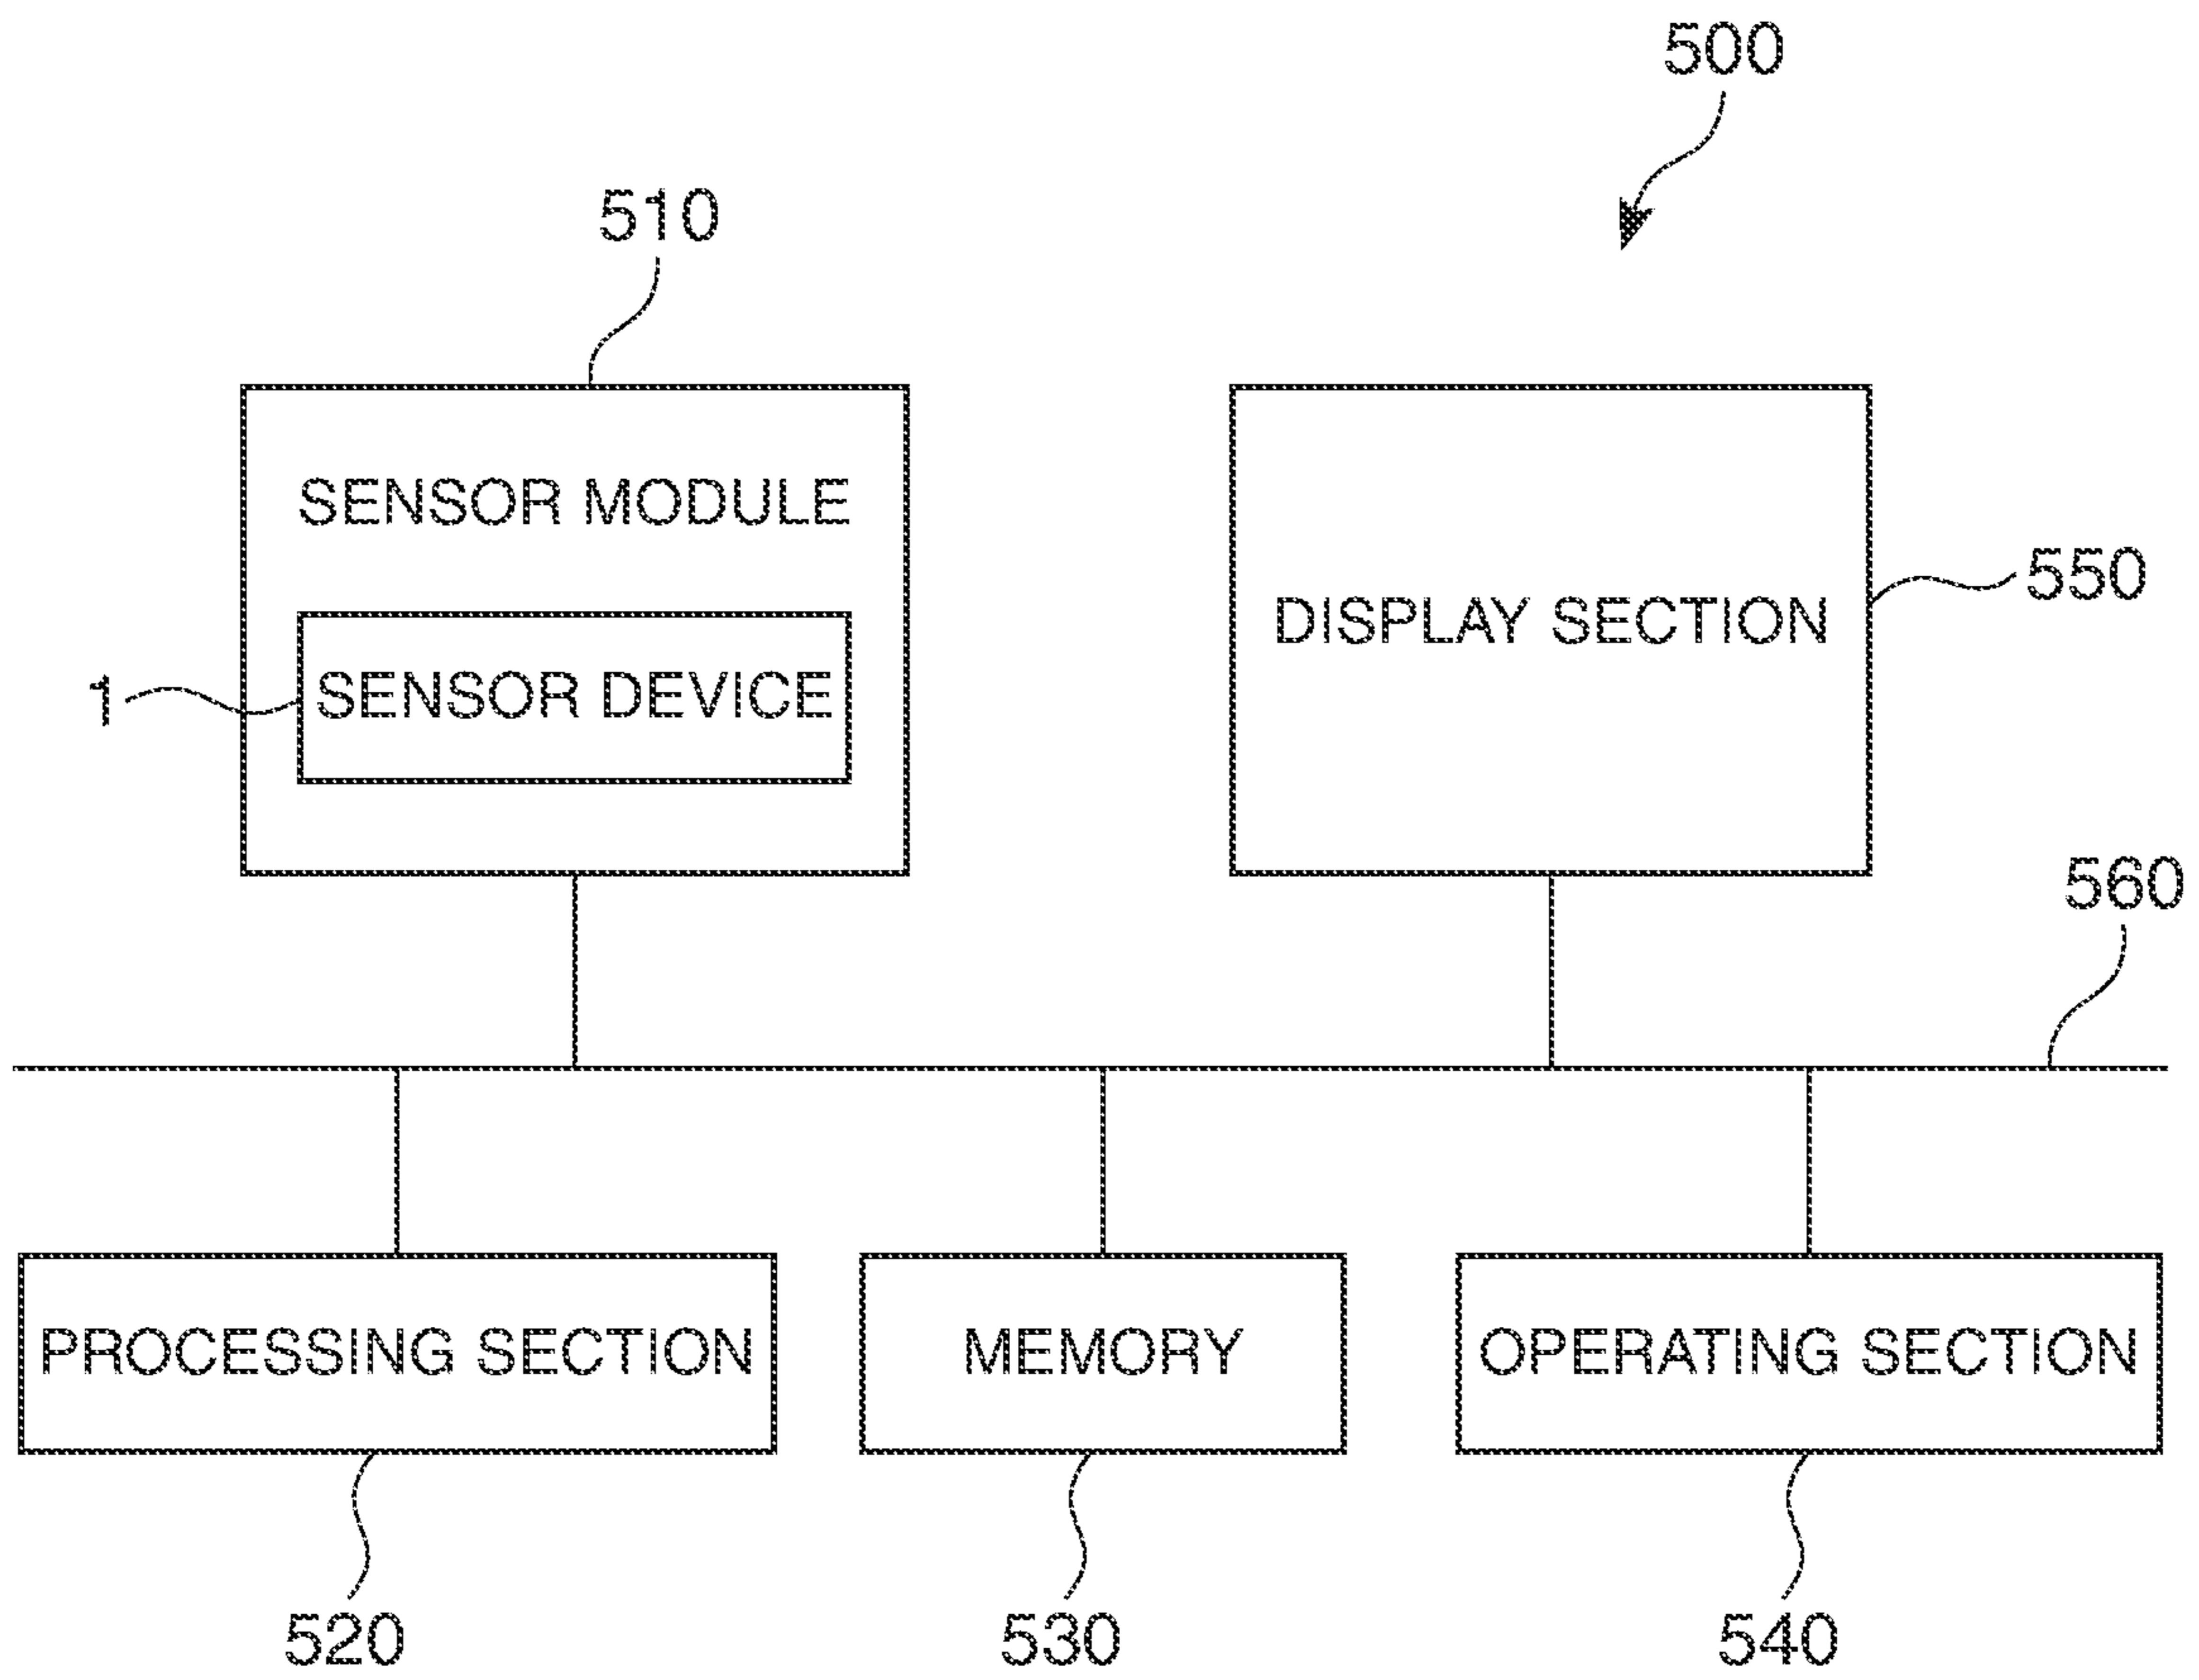 500
510
SENSOR MODULE
DISPLAY SECTION
550
1
SENSOR DEVICE
560
PROCESSING SECTION
MEMORY
OPERATING SECTION
520
530
540